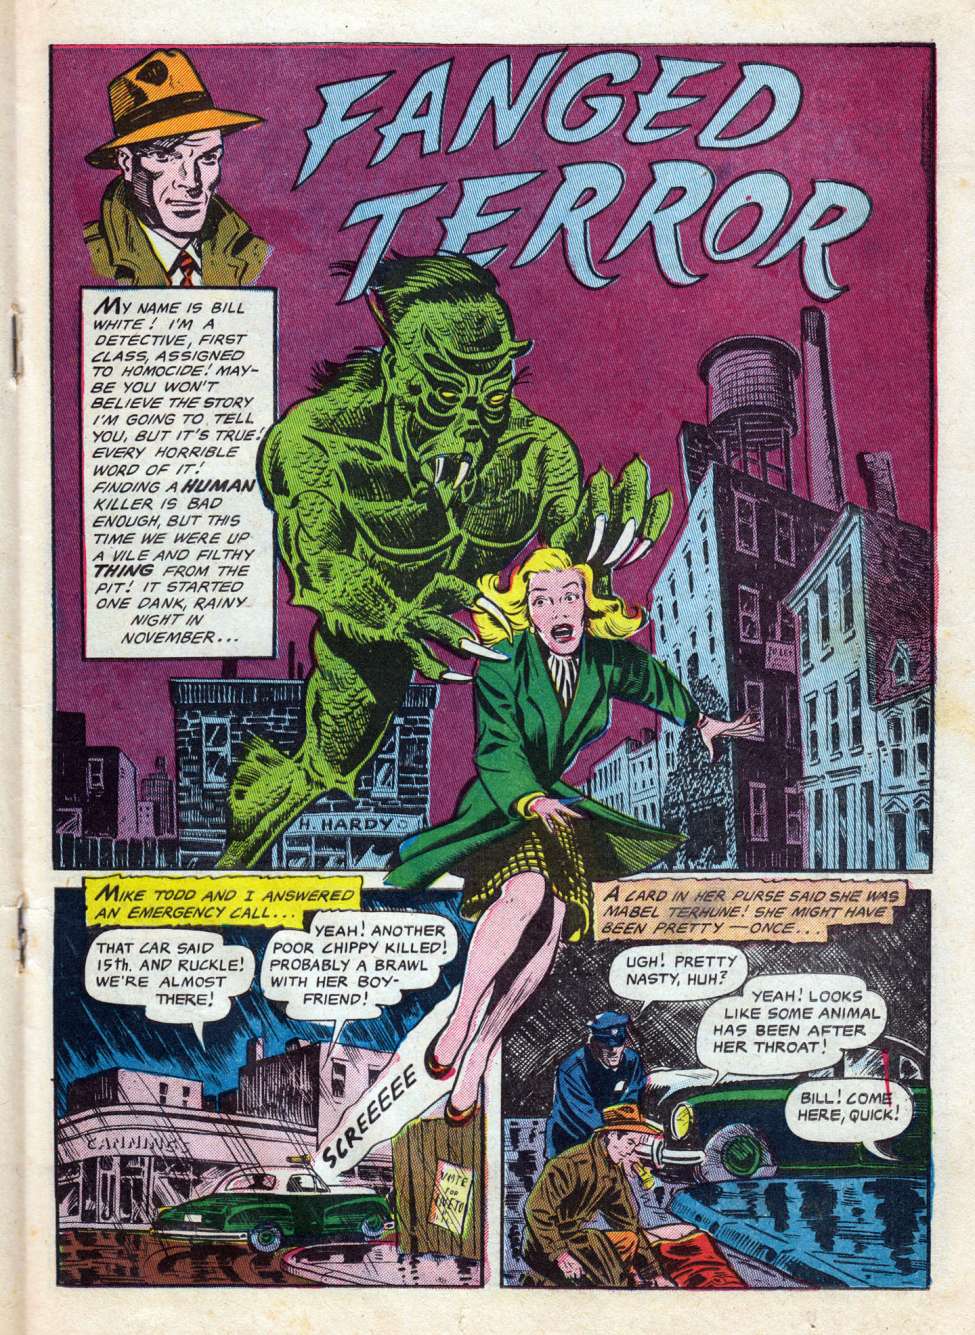 FANGED
TERROR
MY NAME IS BILL
WHITE! I'M A
DETECTIVE, FIRST
CLASS, ASSIGNED
TO HOMOCIDE! MAY-
BE YOU WON'T
BELIEVE THE STORY
I'M GOING TO TELL
YOU, BUT IT'S TRUE!
EVERY HORRIBLE
WORD OF IT!
FINDING A HUMAN
KILLER IS BAD
ENOUGH, BUT THIS
TIME WE WERE UP
A VILE AND FILTHY
THING FROM THE
PIT! IT STARTED
ONE DANK, RAINY
NIGHT IN
NOVEMBER...
H. HARDY
MIKE TODD AND I ANSWERED
AN EMERGENCY CALL...
THAT CAR SAID
15TH. AND RUCKLE!
WE'RE ALMOST
THERE!
YEAH! ANOTHER
POOR CHIPPY KILLED!
PROBABLY A BRAWL
WITH HER BOY-
FRIEND!
CANNING
SCREEEEEE
VOTE
FOR
A CARD IN HER PURSE SAID SHE WAS
MABEL TERHUNE! SHE MIGHT HAVE
BEEN PRETTY—ONCE...
UGH! PRETTY
NASTY, HUH?
YEAH! LOOKS
LIKE SOME ANIMAL
HAS BEEN AFTER
HER THROAT!
BILL! COME
HERE, QUICK!